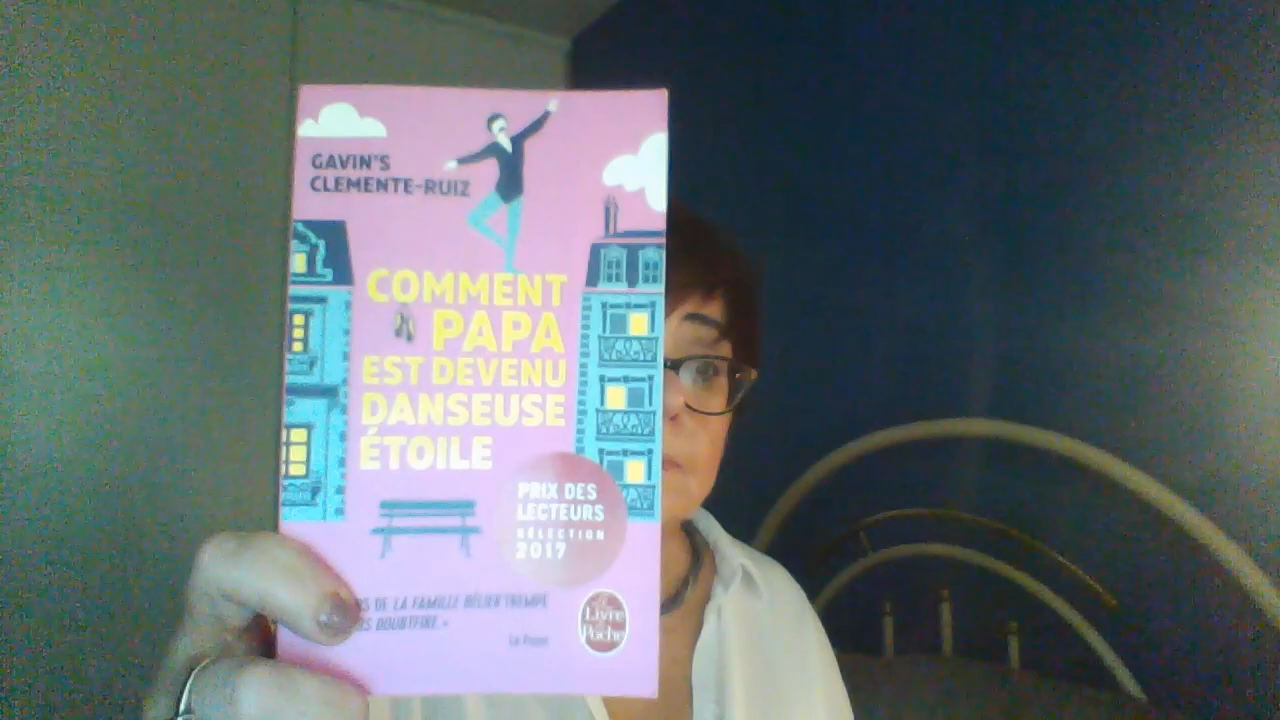 GAVIN'S
CLEMENTE-RUIZ
COMMENT
PAPA
EST DEVENU
DANSEUSE
ÉTOILE
PRIX DES
LECTEURS
SÉLECTION
2017
DE LA FAMILLE BÉLIER TREMPE
DOUBTFIRE. »
Le Point
Le
Livre
de
Poche